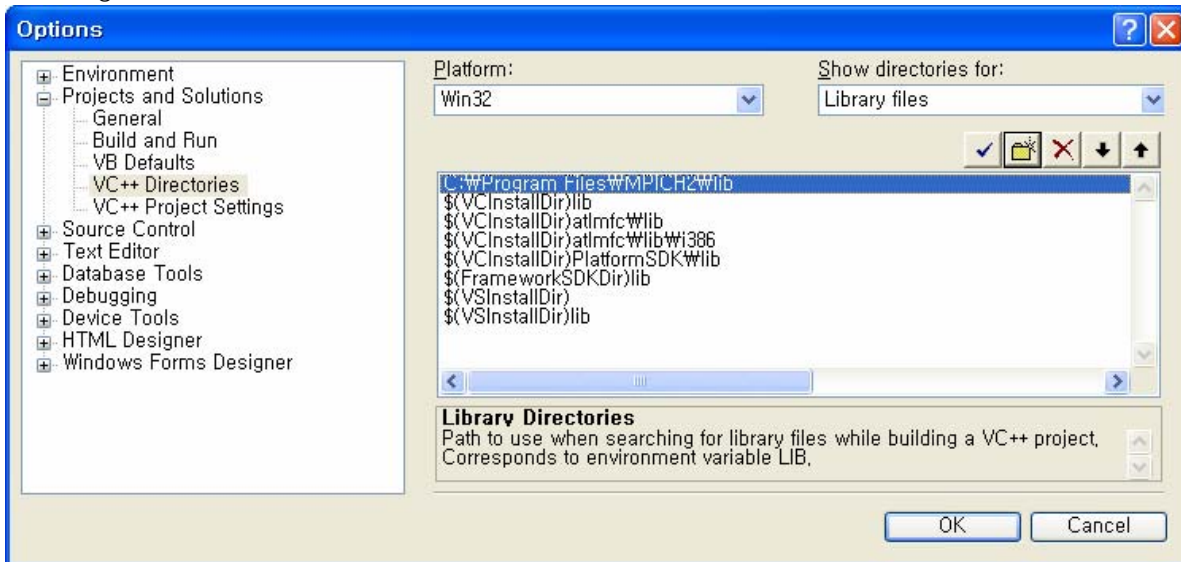 Options
Environment
Projects and Solutions
General
Build and Run
VB Defaults
VC++ Directories
VC++ Project Settings
Source Control
Text Editor
Database Tools
Debugging
Device Tools
HTML Designer
Windows Forms Designer
Platform:
Win32
Show directories for:
Library files
C:₩Program Files₩MPICH2₩lib
$(VCInstallDir)lib
$(VCInstallDir)atlmfc₩lib
$(VCInstallDir)atlmfc₩lib₩i386
$(VCInstallDir)PlatformSDK₩lib
$(FrameworkSDKDir)lib
$(VSInstallDir)
$(VSInstallDir)lib
Library Directories
Path to use when searching for library files while building a VC++ project,
Corresponds to environment variable LIB,
OK
Cancel